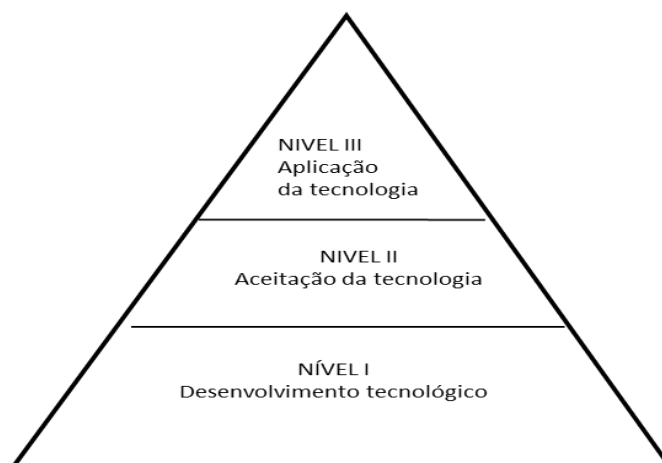 NIVEL III
Aplicação
da tecnologia
NIVEL II
Aceitação da tecnologia
NÍVEL I
Desenvolvimento tecnológico